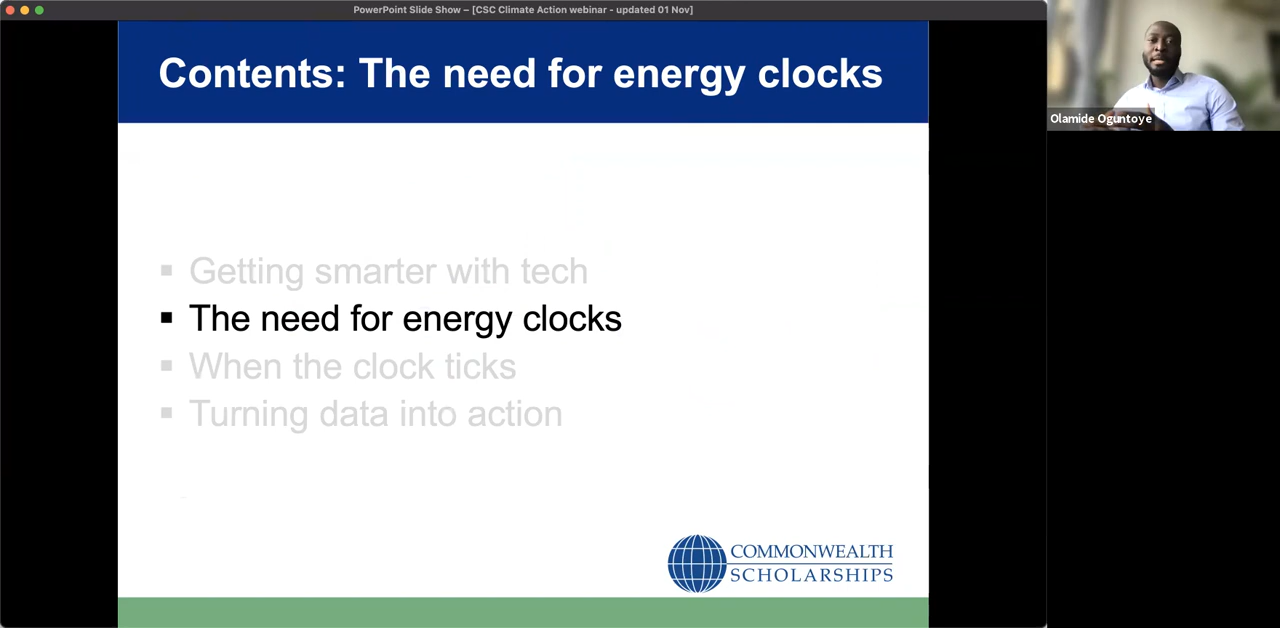 PowerPoint Slide Show – [CSC Climate Action webinar - updated 01 Nov]
Contents: The need for energy clocks
Olamide Oguntoye
▪ Getting smarter with tech
▪ The need for energy clocks
▪ When the clock ticks
▪ Turning data into action
COMMONWEALTH
SCHOLARSHIPS